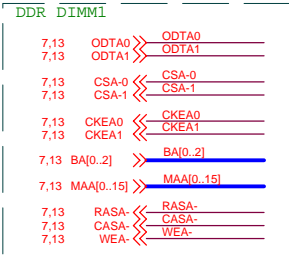 DDR DIMM1
7,13 ODTA0 ODTA0
7,13 ODTA1 ODTA1
7,13 CSA-0 CSA-0
7,13 CSA-1 CSA-1
7,13 CKEA0 CKEA0
7,13 CKEA1 CKEA1
7,13 BA[0..2] BA[0..2]
7,13 MAA[0..15] MAA[0..15]
7,13 RASA- RASA-
7,13 CASA- CASA-
7,13 WEA- WEA-